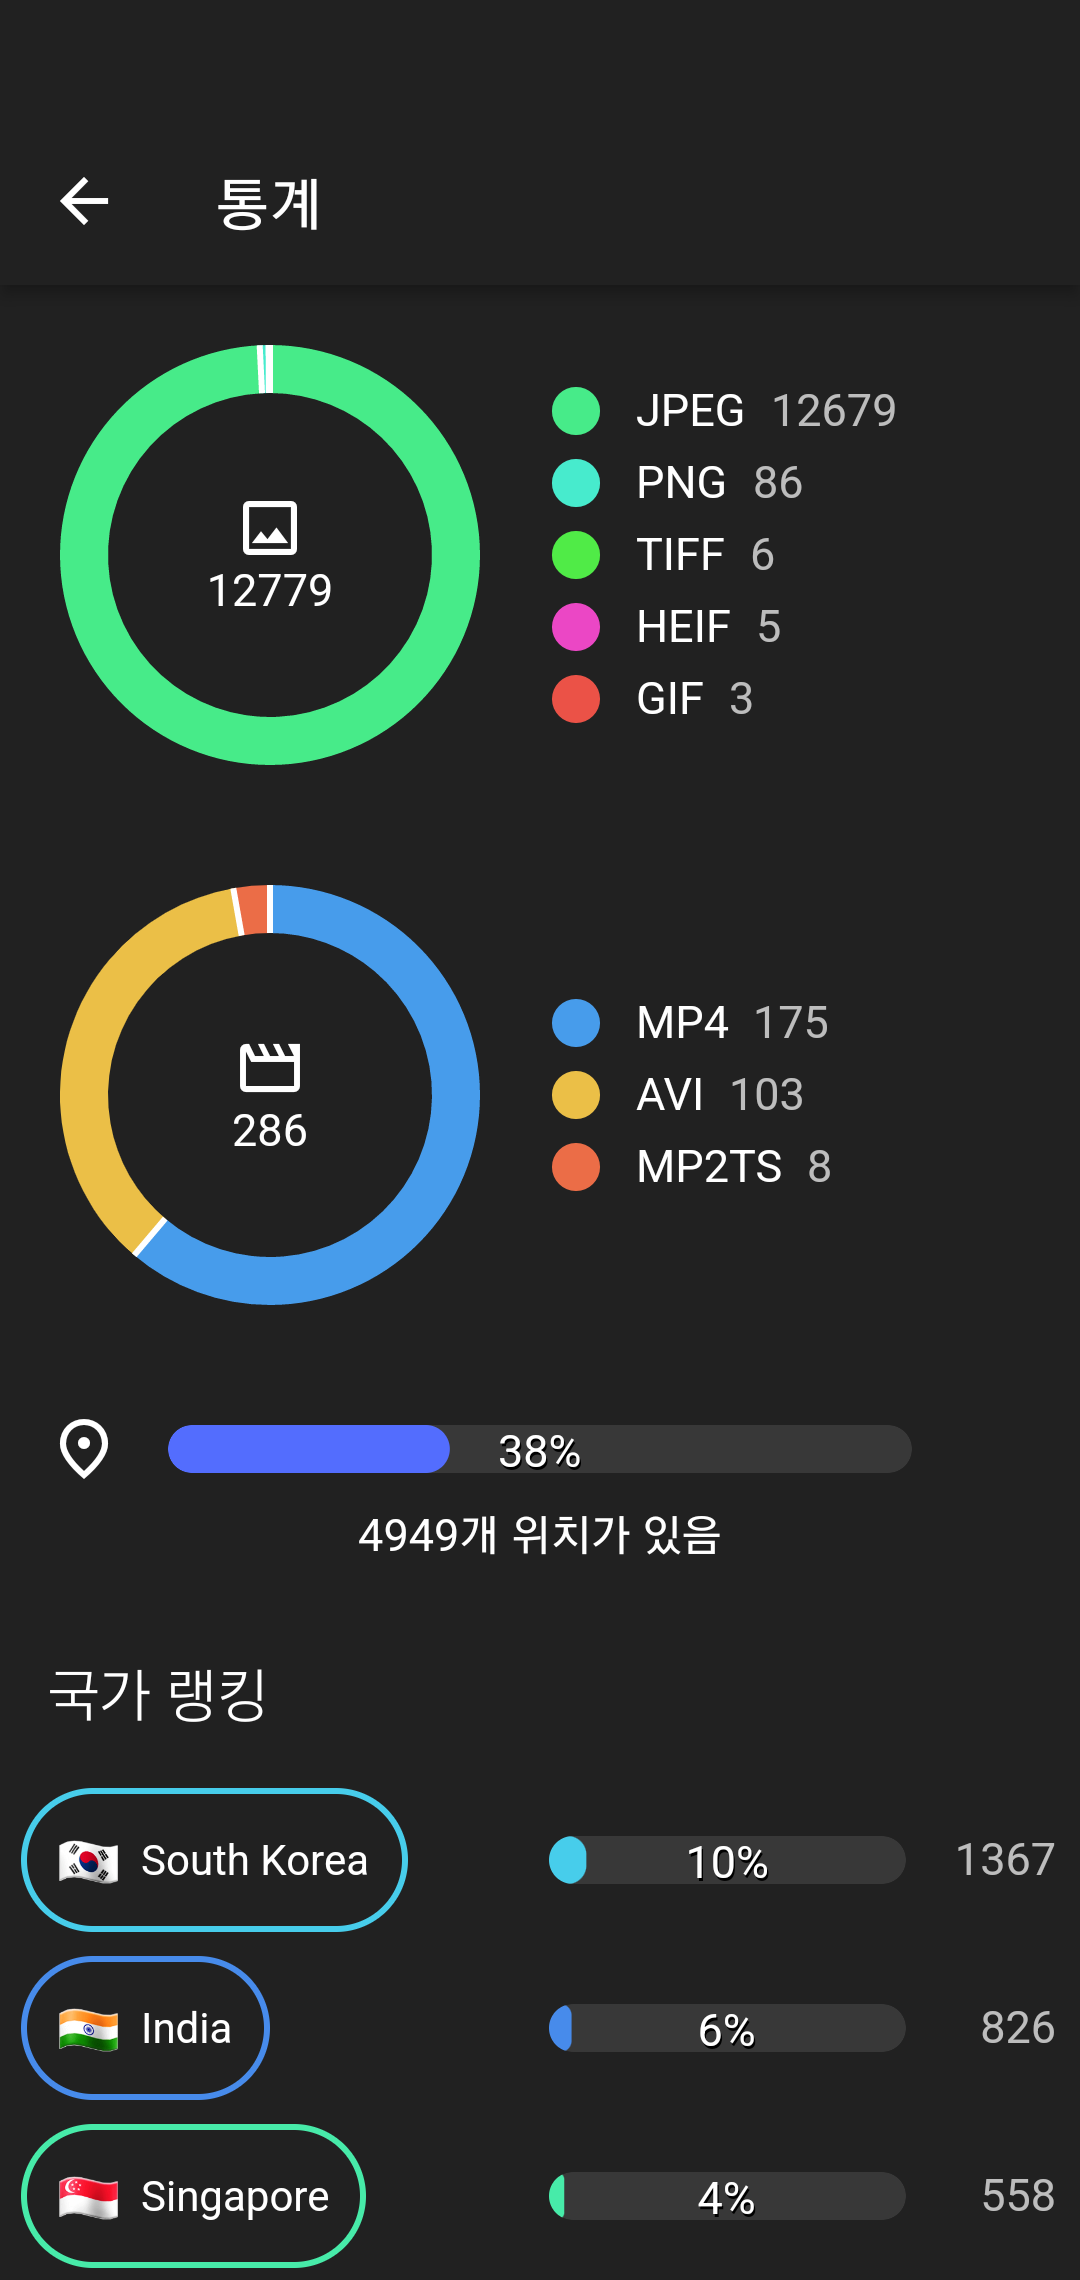 통계
JPEG 12679
PNG 86
TIFF 6
HEIF 5
GIF 3
12779
MP4 175
AVI 103
MP2TS 8
286
38%
4949개 위치가 있음
국가 랭킹
South Korea 10% 1367
India 6% 826
Singapore 4% 558